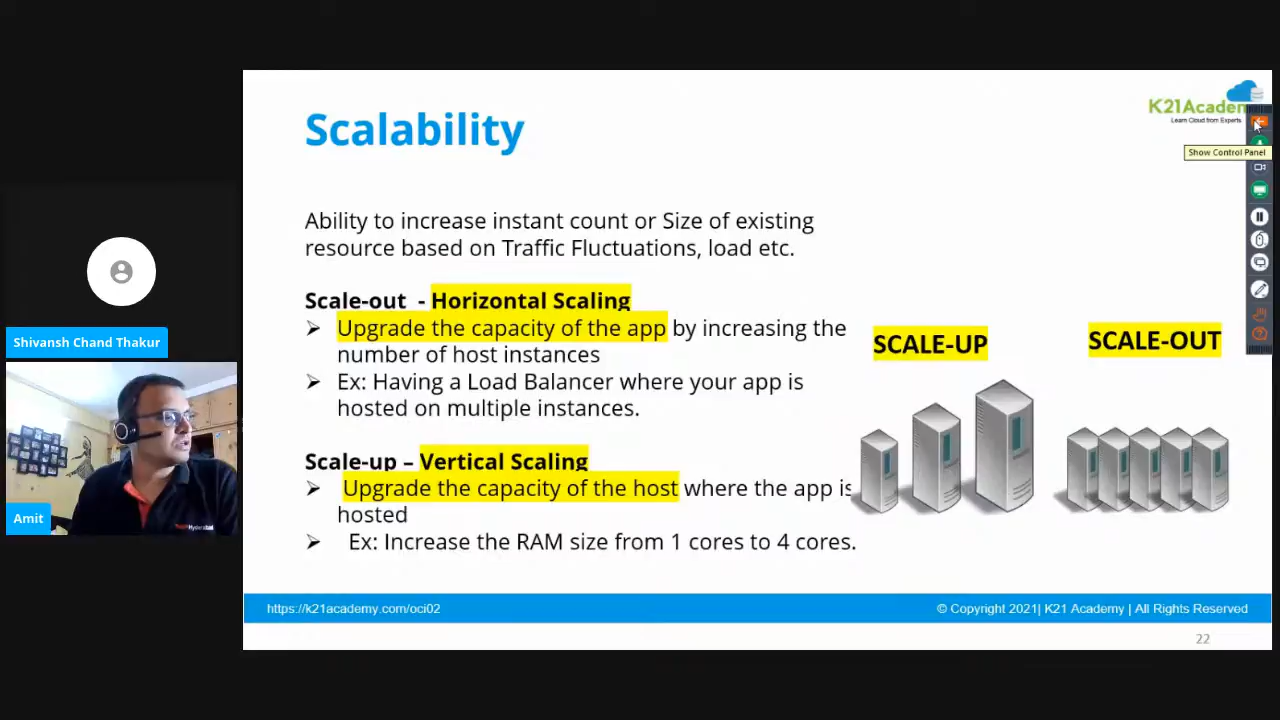 Scalability
K21Academ
Learn Cloud from Experts
Show Control Panel
Ability to increase instant count or Size of existing
resource based on Traffic Fluctuations, load etc.
Scale-out - Horizontal Scaling
Upgrade the capacity of the app by increasing the
number of host instances
Ex: Having a Load Balancer where your app is
hosted on multiple instances.
SCALE-UP
SCALE-OUT
Scale-up – Vertical Scaling
Upgrade the capacity of the host where the app is
hosted
Ex: Increase the RAM size from 1 cores to 4 cores.
Shivansh Chand Thakur
Amit
https://k21academy.com/oci02
© Copyright 2021| K21 Academy | All Rights Reserved
22